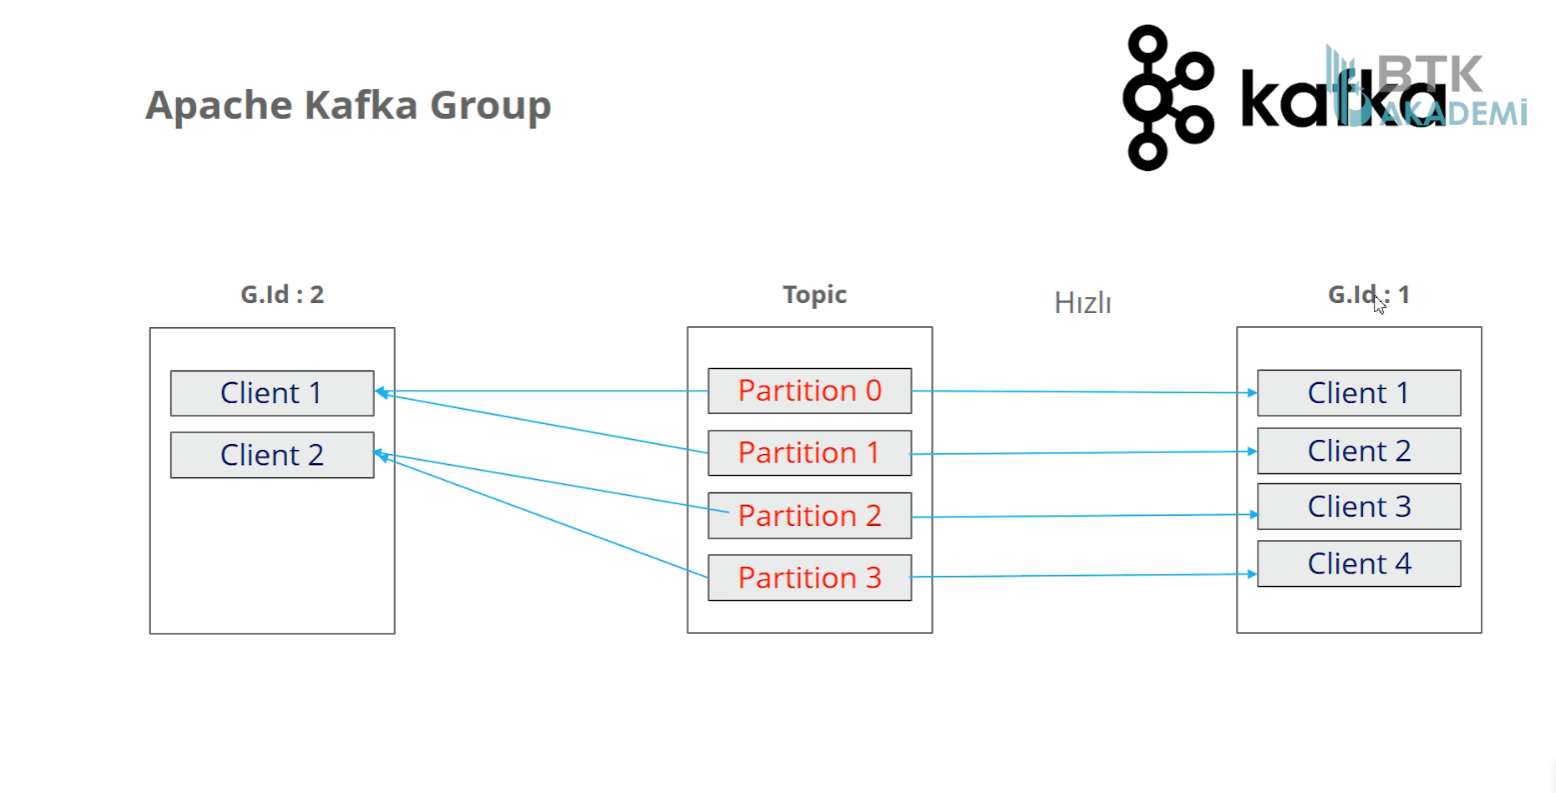 Apache Kafka Group
kafka
BTK
AKADEMİ
G.Id : 2
Topic
Hızlı
G.Id : 1
Client 1
Client 2
Partition 0
Partition 1
Partition 2
Partition 3
Client 1
Client 2
Client 3
Client 4